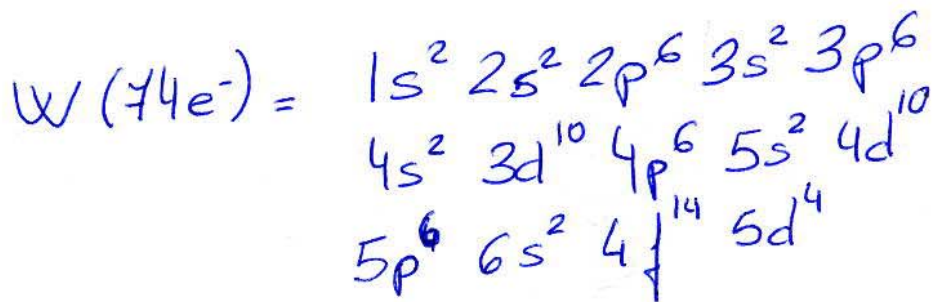 W (74e⁻) = 1s² 2s² 2p⁶ 3s² 3p⁶
4s² 3d¹⁰ 4p⁶ 5s² 4d¹⁰
5p⁶ 6s² 4f¹⁴ 5d⁴